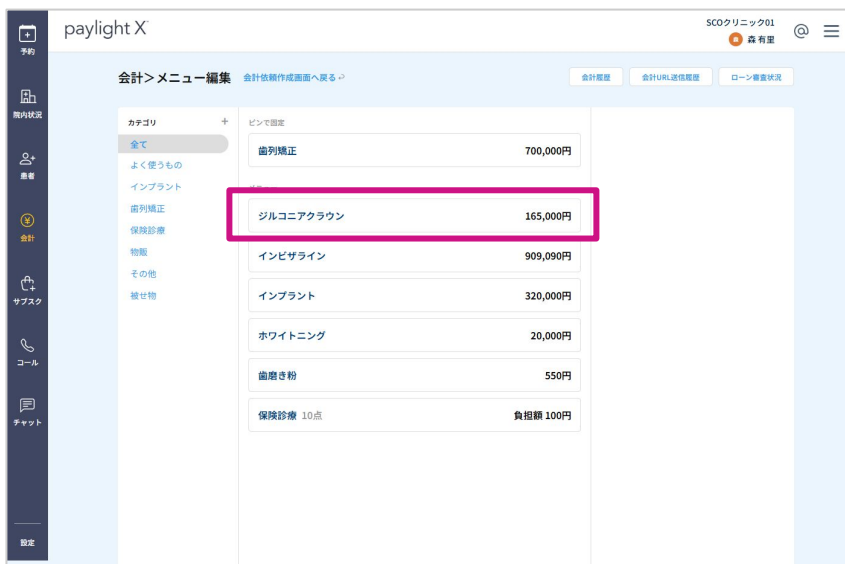 paylight X
SCOクリニック01
森 有里
予約
院内状況
患者
会計
サブスク
コール
チャット
設定
会計＞メニュー編集
会計依頼作成画面へ戻る
会計履歴
会計URL送信履歴
ローン審査状況
カテゴリ +
全て
よく使うもの
インプラント
歯列矯正
保険診療
物販
その他
被せ物
ピンで固定
歯列矯正 700,000円
ジルコニアクラウン 165,000円
インビザライン 909,090円
インプラント 320,000円
ホワイトニング 20,000円
歯磨き粉 550円
保険診療 10点 負担額 100円